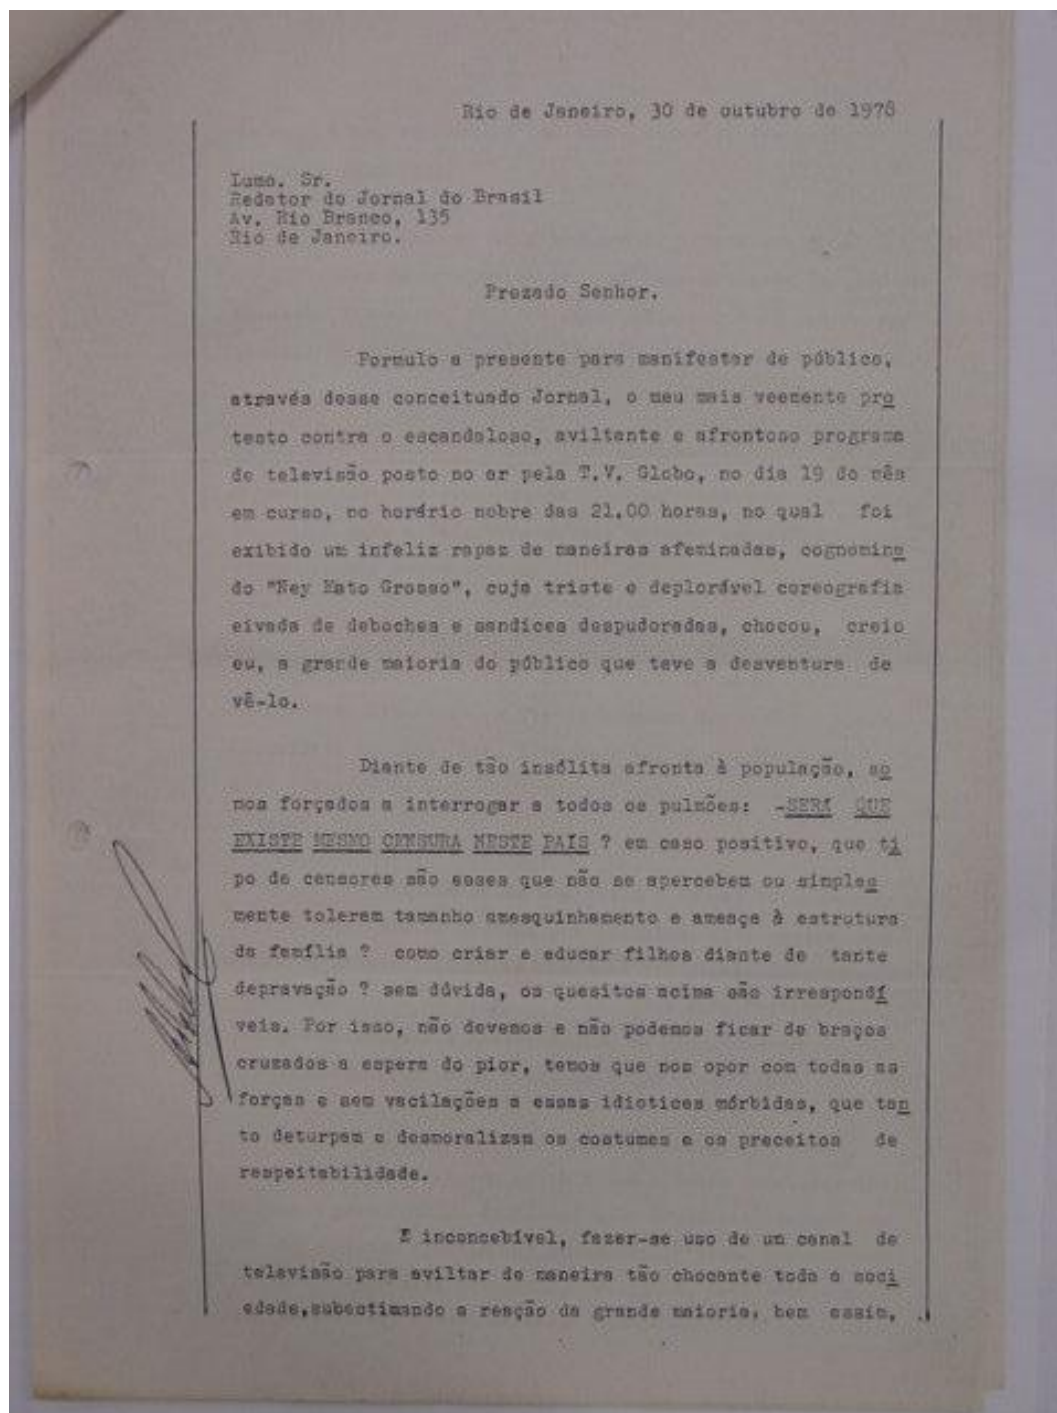 Rio de Janeiro, 30 de outubro de 1978
Iumo. Sr.
Redator do Jornal do Brasil
Av. Rio Branco, 135
Rio de Janeiro.
Prezado Senhor.
Formulo a presente para manifestar de público,
através desse conceituado Jornal, o meu mais veemente pro
testo contra o escandaloso, aviltante e afrontoso programa
de televisão posto no ar pela T.V. Globo, no dia 19 do mês
em curso, no horário nobre das 21,00 horas, no qual foi
exibido um infeliz rapaz de maneiras afeminadas, cognomina
do "Ney Mato Grosso", cuja triste e deplorável coreografia
eivada de deboches e sandices despudoradas, chocou, creio
eu, a grande maioria do público que teve a desventura de
vê-lo.
Diante de tão insólita afronta à população, so
mos forçados a interrogar a todos os pulmões: -SERÁ QUE
EXISTE MESMO CENSURA NESTE PAÍS ? em caso positivo, que ti
po de censores são esses que não se apercebem ou simples
mente toleram tamanho amesquinhamento e ameaça à estrutura
da família ? como criar e educar filhos diante de tanta
depravação ? sem dúvida, os quesitos acima são irrespondí
veis. Por isso, não devemos e não podemos ficar de braços
cruzados a espera do pior, temos que nos opor com todas as
forças e sem vacilações a essas idiotices mórbidas, que tan
to deturpam e desmoralizam os costumes e os preceitos de
respeitabilidade.
É inconcebível, fazer-se uso de um canal de
televisão para aviltar de maneira tão chocante toda a soci
edade,subestimando a reação da grande maioria, bem assim,